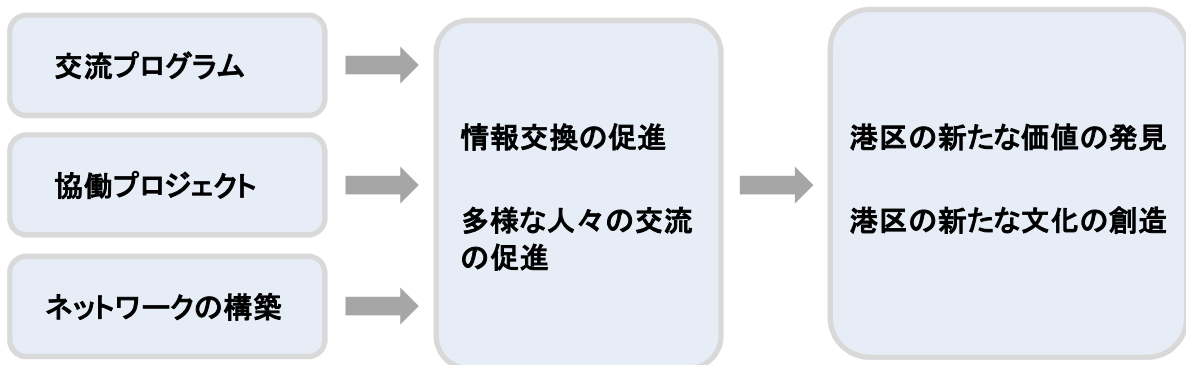 交流プログラム
協働プロジェクト
ネットワークの構築
情報交換の促進
多様な人々の交流
の促進
港区の新たな価値の発見
港区の新たな文化の創造